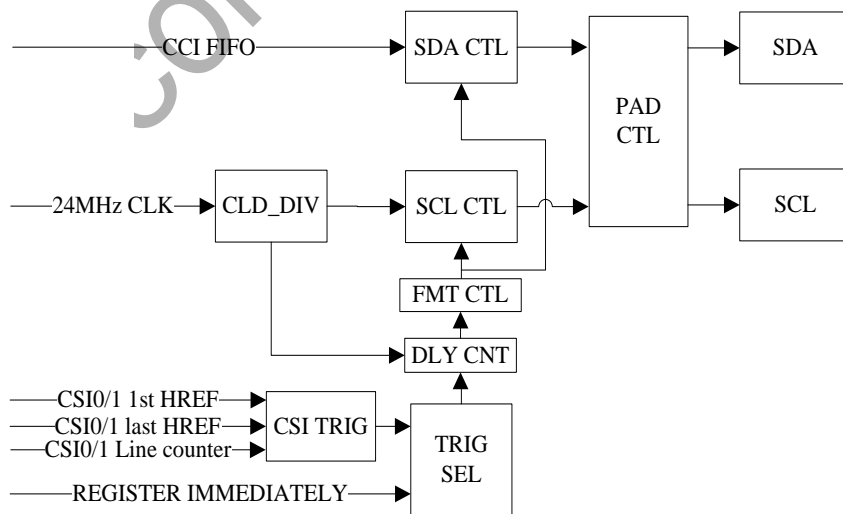 CCI FIFO
SDA CTL
SDA
PAD
CTL
24MHz CLK
CLD_DIV
SCL CTL
SCL
FMT CTL
DLY CNT
CSI0/1 1st HREF
CSI0/1 last HREF
CSI0/1 Line counter
CSI TRIG
TRIG
SEL
REGISTER IMMEDIATELY